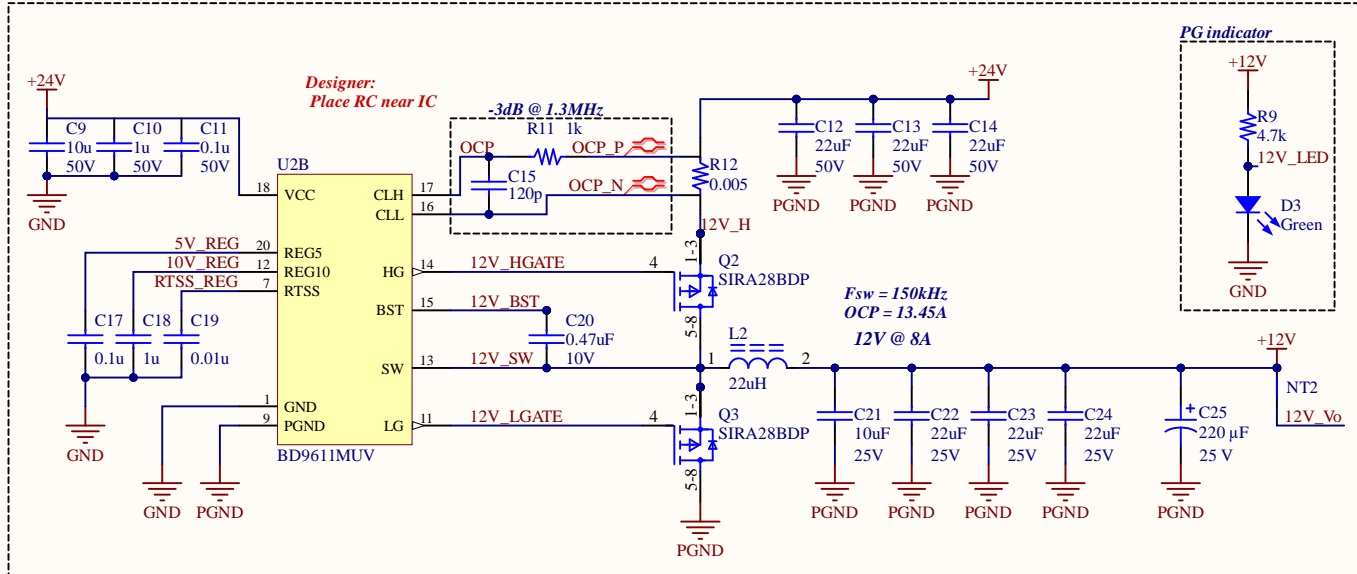 PG indicator
+12V
R9
4.7k
12V_LED
D3
Green
GND
+24V
C9
10u
50V
C10
1u
50V
C11
0.1u
50V
GND
Designer:
Place RC near IC
-3dB @ 1.3MHz
R11 1k
OCP
OCP_P
C15
120p
OCP_N
R12
0.005
12V_H
+24V
C12
22uF
50V
PGND
C13
22uF
50V
PGND
C14
22uF
50V
PGND
U2B
18 VCC
CLH 17
CLL 16
5V_REG 20 REG5
10V_REG 12 REG10
RTSS_REG 7 RTSS
HG 14 12V_HGATE 4
BST 15 12V_BST
SW 13 12V_SW
LG 11 12V_LGATE 4
1 GND
9 PGND
BD9611MUV
C17
0.1u
C18
1u
C19
0.01u
GND
GND
PGND
C20
0.47uF
10V
1-3
Q2
SIRA28BDP
5-8
1-3
Q3
SIRA28BDP
5-8
PGND
Fsw = 150kHz
OCP = 13.45A
12V @ 8A
1 L2 2
22uH
C21
10uF
25V
PGND
C22
22uF
25V
PGND
C23
22uF
25V
PGND
C24
22uF
25V
PGND
+ C25
220 µF
25 V
PGND
+12V
NT2
12V_Vo